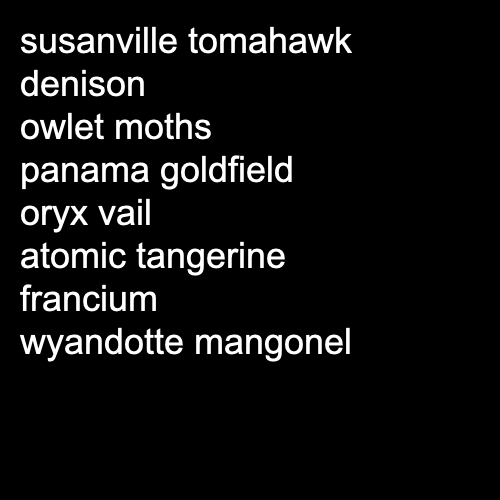 susanville tomahawk
denison
owlet moths
panama goldfield
oryx vail
atomic tangerine
francium
wyandotte mangonel